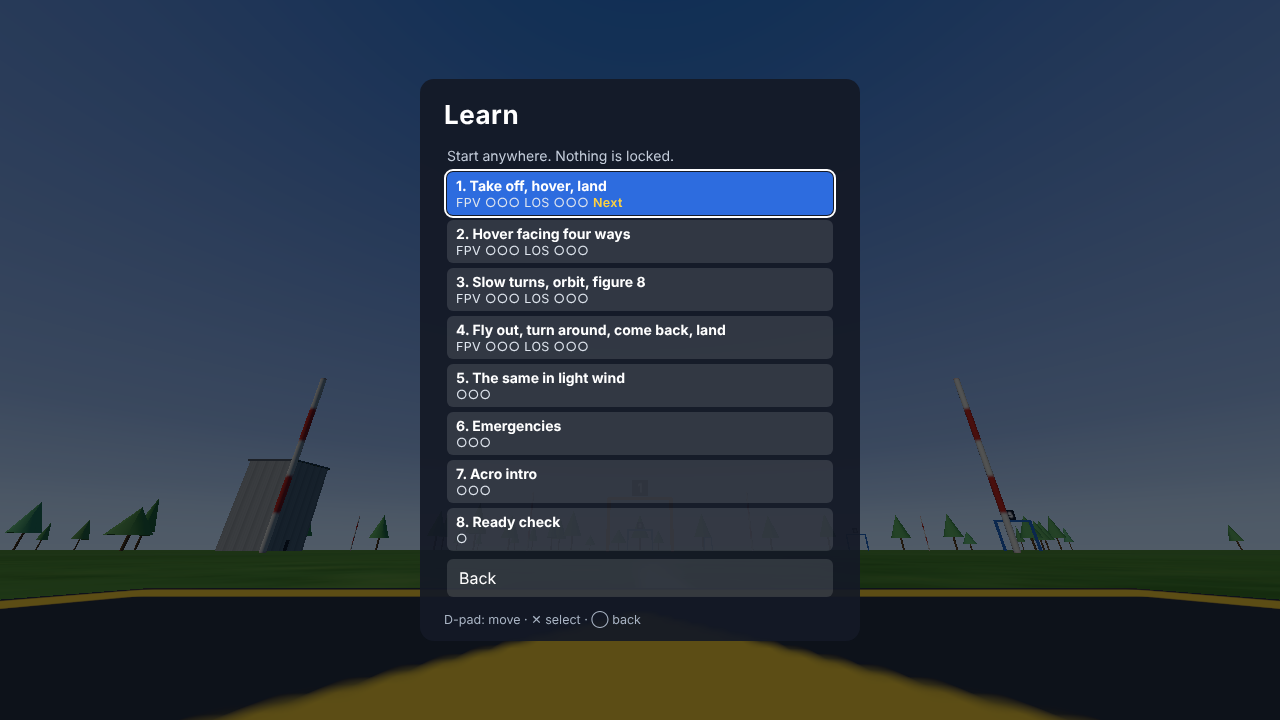 Learn
Start anywhere. Nothing is locked.
1. Take off, hover, land
FPV ○○○ LOS ○○○ Next
2. Hover facing four ways
FPV ○○○ LOS ○○○
3. Slow turns, orbit, figure 8
FPV ○○○ LOS ○○○
4. Fly out, turn around, come back, land
FPV ○○○ LOS ○○○
5. The same in light wind
○○○
6. Emergencies
○○○
7. Acro intro
○○○
8. Ready check
○
Back
D-pad: move · ✕ select · ◯ back